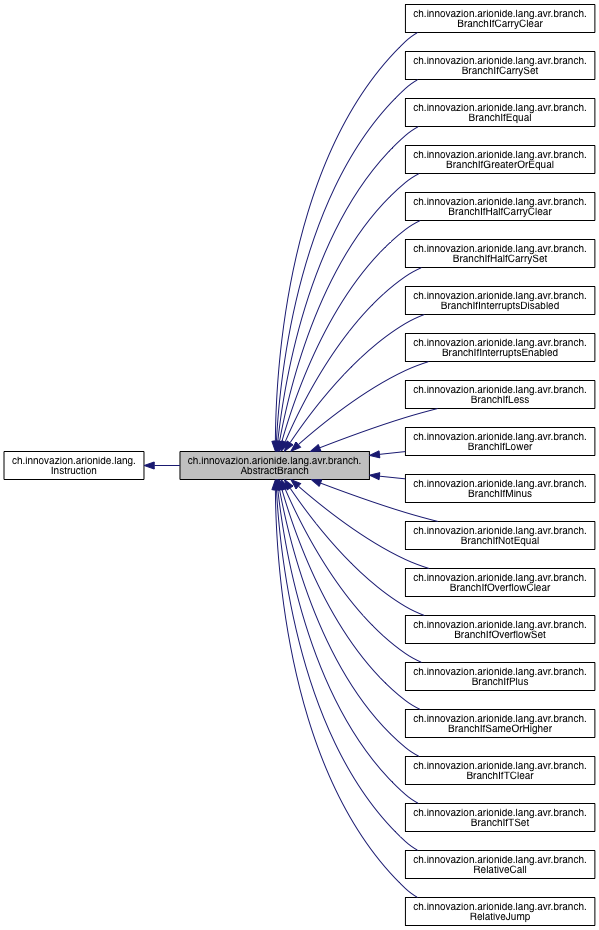 ch.innovazion.arionide.lang.
Instruction
ch.innovazion.arionide.lang.avr.branch.
AbstractBranch
ch.innovazion.arionide.lang.avr.branch.
BranchIfCarryClear
ch.innovazion.arionide.lang.avr.branch.
BranchIfCarrySet
ch.innovazion.arionide.lang.avr.branch.
BranchIfEqual
ch.innovazion.arionide.lang.avr.branch.
BranchIfGreaterOrEqual
ch.innovazion.arionide.lang.avr.branch.
BranchIfHalfCarryClear
ch.innovazion.arionide.lang.avr.branch.
BranchIfHalfCarrySet
ch.innovazion.arionide.lang.avr.branch.
BranchIfInterruptsDisabled
ch.innovazion.arionide.lang.avr.branch.
BranchIfInterruptsEnabled
ch.innovazion.arionide.lang.avr.branch.
BranchIfLess
ch.innovazion.arionide.lang.avr.branch.
BranchIfLower
ch.innovazion.arionide.lang.avr.branch.
BranchIfMinus
ch.innovazion.arionide.lang.avr.branch.
BranchIfNotEqual
ch.innovazion.arionide.lang.avr.branch.
BranchIfOverflowClear
ch.innovazion.arionide.lang.avr.branch.
BranchIfOverflowSet
ch.innovazion.arionide.lang.avr.branch.
BranchIfPlus
ch.innovazion.arionide.lang.avr.branch.
BranchIfSameOrHigher
ch.innovazion.arionide.lang.avr.branch.
BranchIfTClear
ch.innovazion.arionide.lang.avr.branch.
BranchIfTSet
ch.innovazion.arionide.lang.avr.branch.
RelativeCall
ch.innovazion.arionide.lang.avr.branch.
RelativeJump